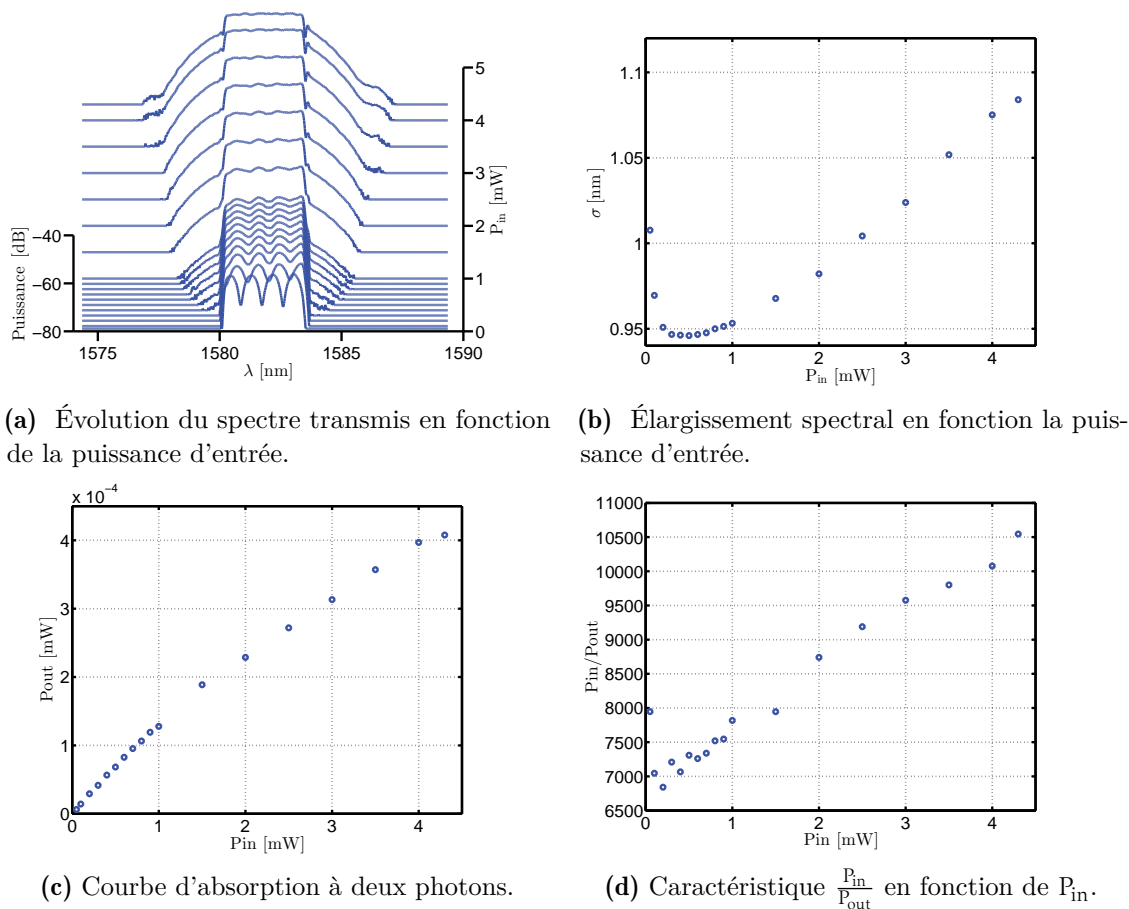 5
4
3
2
1
0
P_in [mW]
−40
−60
−80
Puissance [dB]
1575
1580
1585
1590
λ [nm]
(a) Évolution du spectre transmis en fonction
de la puissance d'entrée.
1.1
1.05
1
0.95
σ [nm]
0
1
2
3
4
P_in [mW]
(b) Élargissement spectral en fonction la puis-
sance d'entrée.
x 10⁻⁴
4
3
2
1
0
Pout [mW]
0
1
2
3
4
Pin [mW]
(c) Courbe d'absorption à deux photons.
11000
10500
10000
9500
9000
8500
8000
7500
7000
6500
Pin/Pout
0
1
2
3
4
Pin [mW]
(d) Caractéristique P_in/P_out en fonction de P_in.